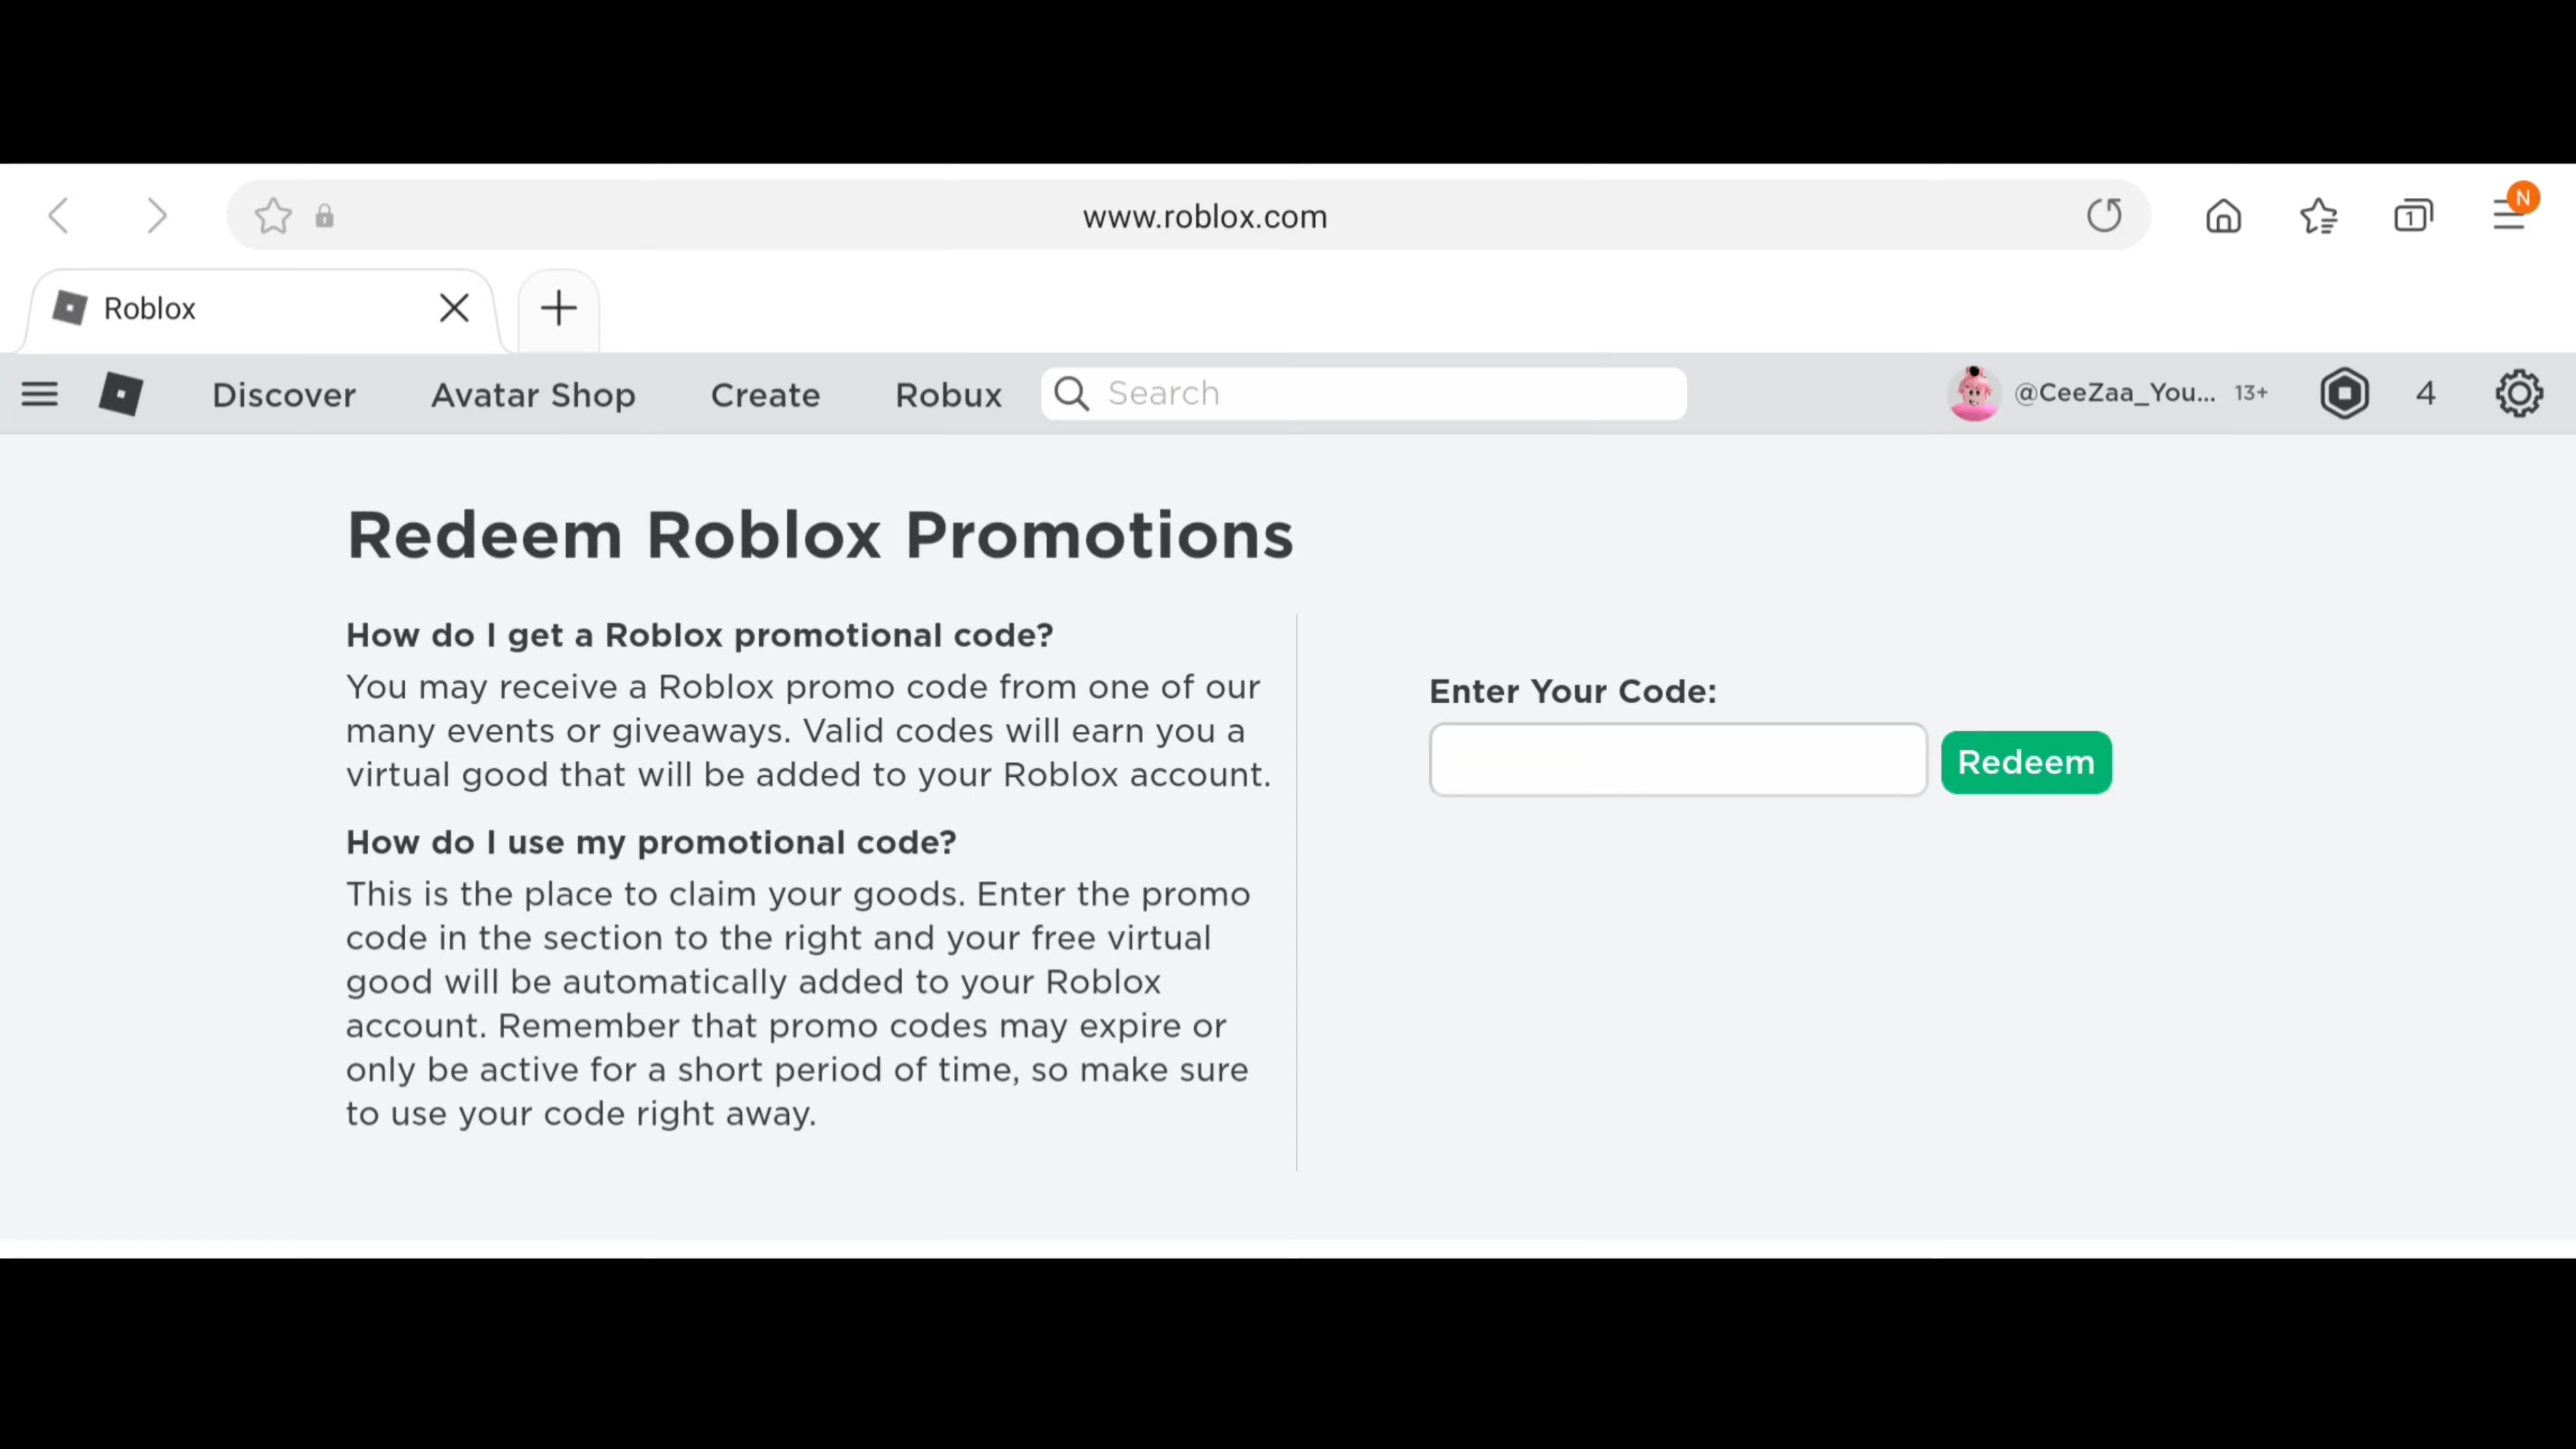 www.roblox.com
N
1
Roblox
Discover Avatar Shop Create Robux Search @CeeZaa_You... 13+ 4
Redeem Roblox Promotions
How do I get a Roblox promotional code?
You may receive a Roblox promo code from one of our
many events or giveaways. Valid codes will earn you a
virtual good that will be added to your Roblox account.
How do I use my promotional code?
This is the place to claim your goods. Enter the promo
code in the section to the right and your free virtual
good will be automatically added to your Roblox
account. Remember that promo codes may expire or
only be active for a short period of time, so make sure
to use your code right away.
Enter Your Code:
Redeem